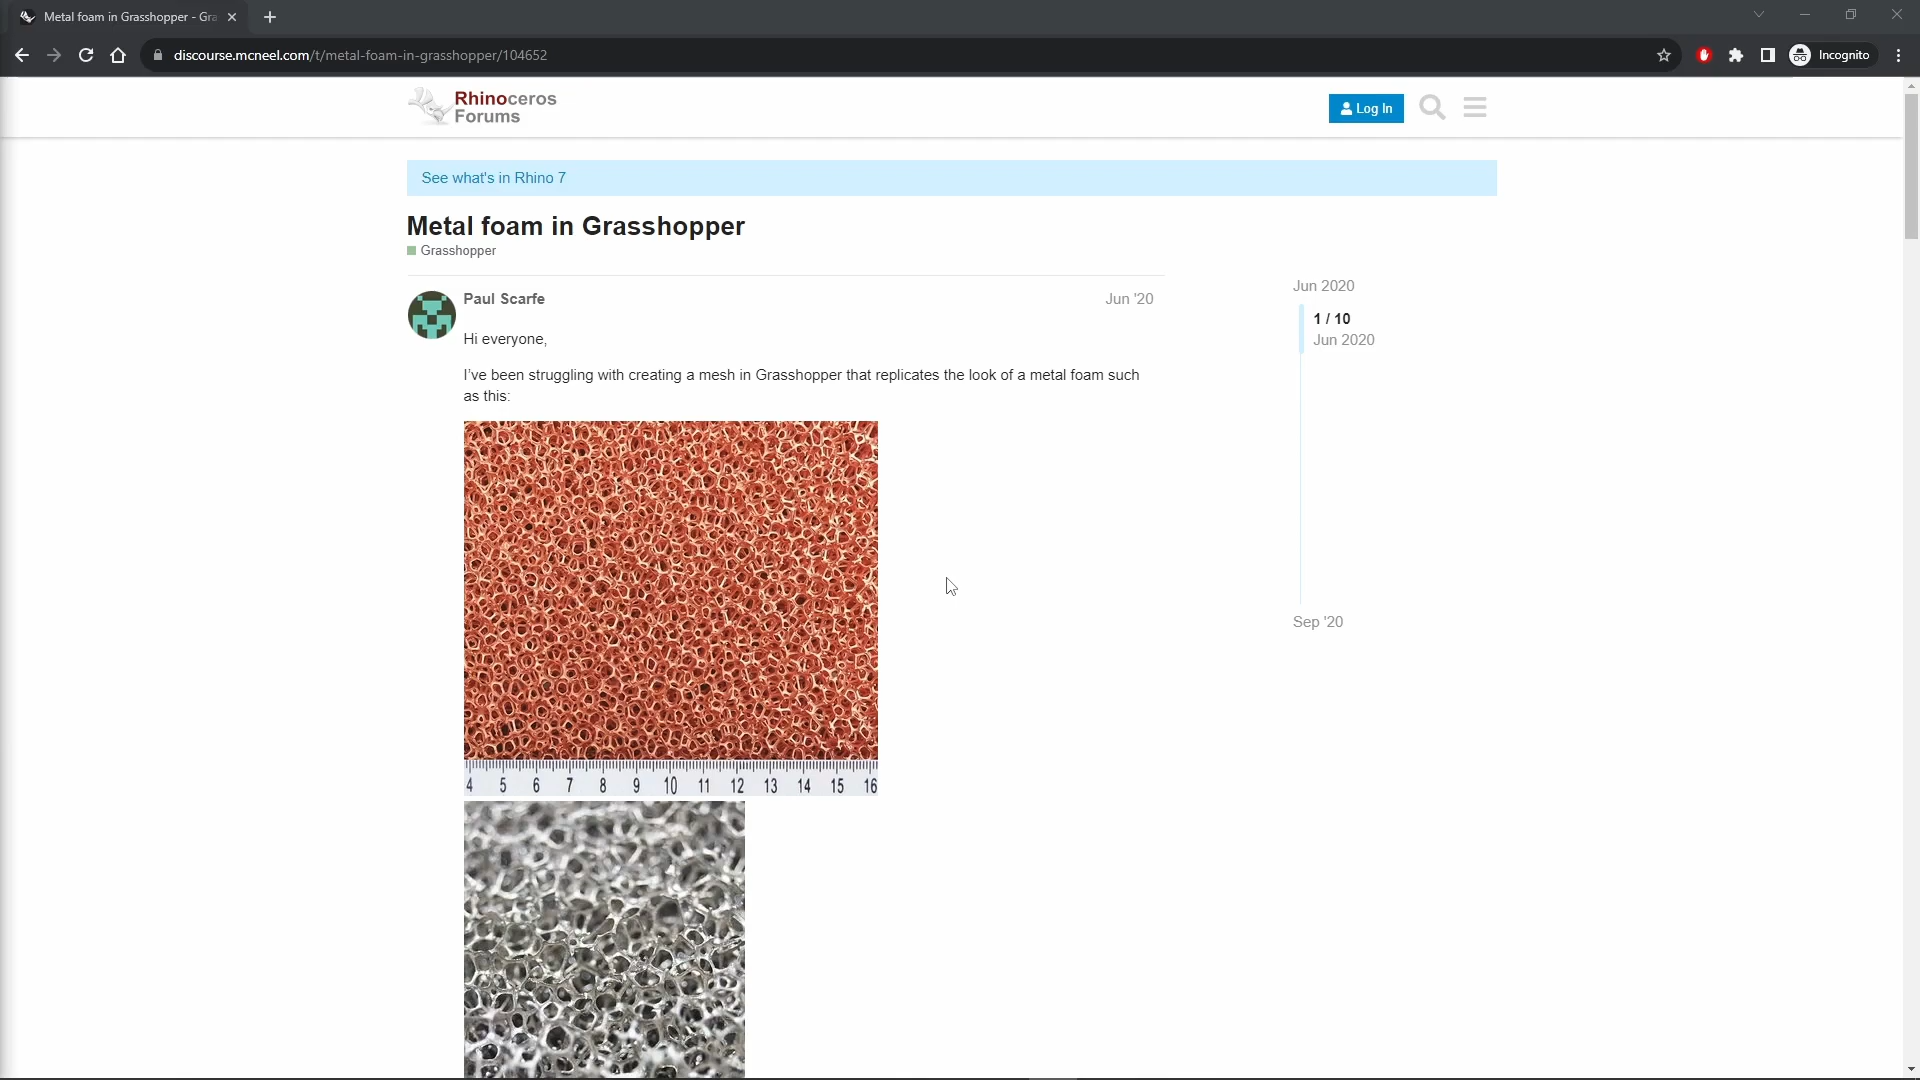 Metal foam in Grasshopper - Gra
discourse.mcneel.com/t/metal-foam-in-grasshopper/104652
Incognito
Rhinoceros
Forums
Log In
See what's in Rhino 7
Metal foam in Grasshopper
Grasshopper
Paul Scarfe
Jun '20
Hi everyone,
I’ve been struggling with creating a mesh in Grasshopper that replicates the look of a metal foam such
as this:
4 5 6 7 8 9 10 11 12 13 14 15 16
Jun 2020
1 / 10
Jun 2020
Sep '20